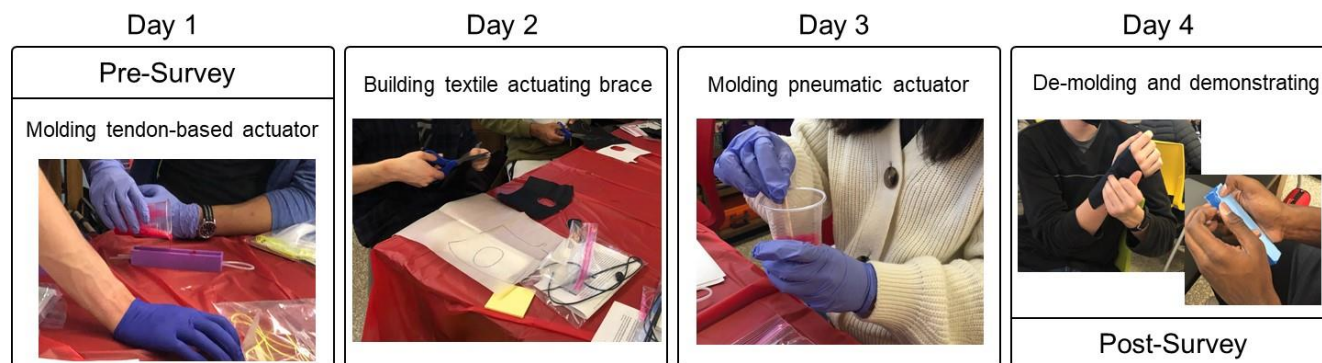 Day 1
Pre-Survey
Molding tendon-based actuator
Day 2
Building textile actuating brace
Day 3
Molding pneumatic actuator
Day 4
De-molding and demonstrating
Post-Survey